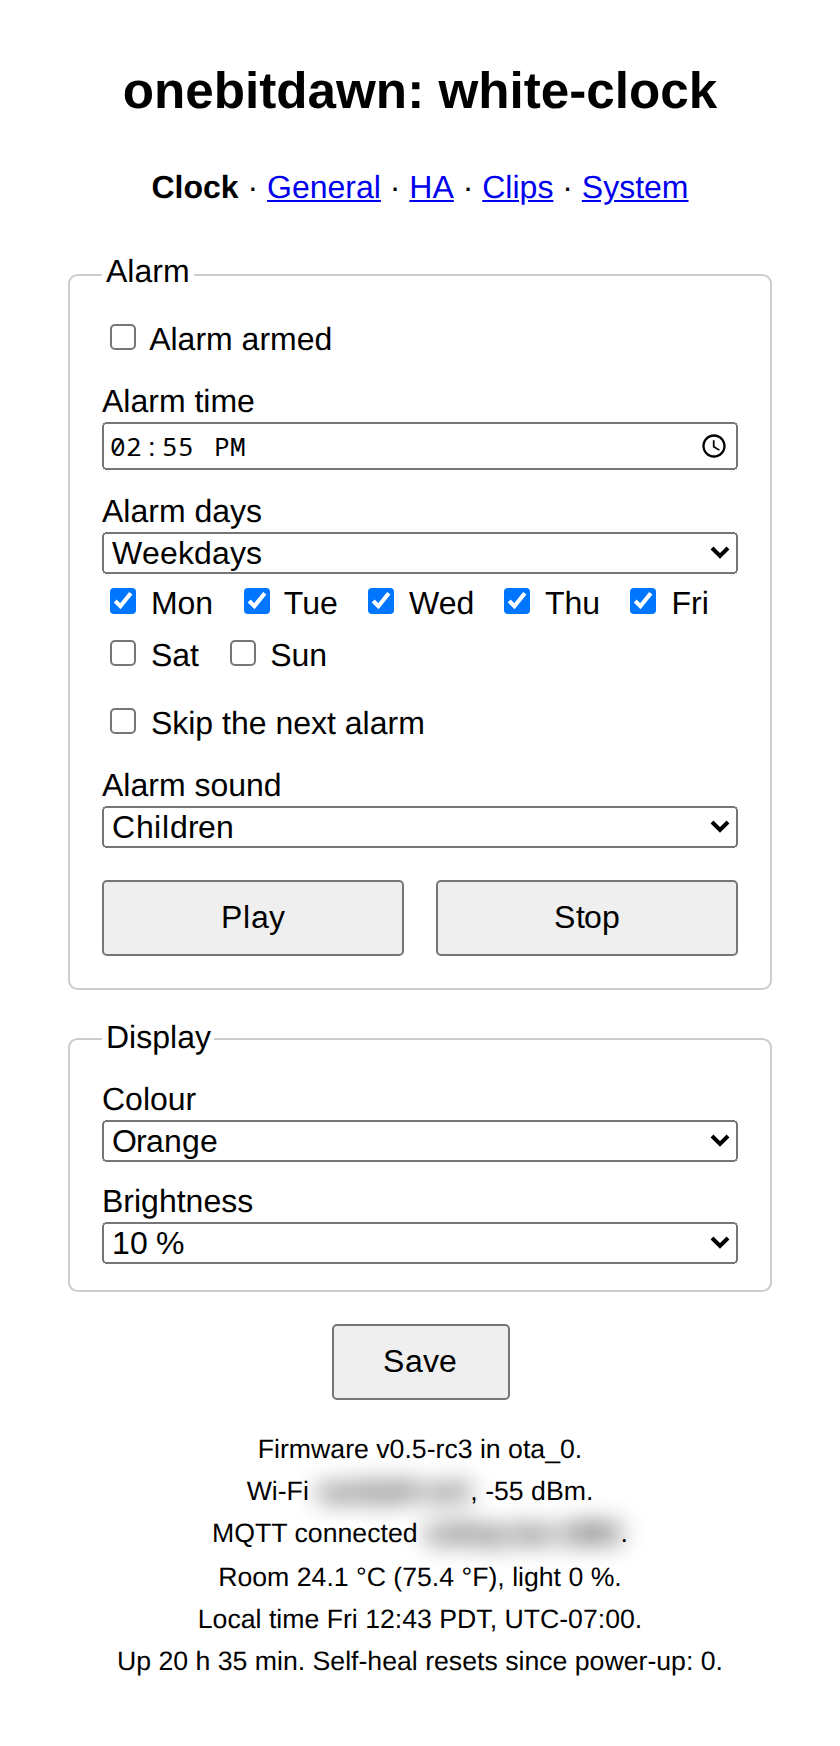 onebitdawn: white-clock
Clock · General · HA · Clips · System
Alarm
Alarm armed
Alarm time
02:55 PM
Alarm days
Weekdays
Mon Tue Wed Thu Fri
Sat Sun
Skip the next alarm
Alarm sound
Children
Play Stop
Display
Colour
Orange
Brightness
10 %
Save
Firmware v0.5-rc3 in ota_0.
Wi-Fi , -55 dBm.
MQTT connected .
Room 24.1 °C (75.4 °F), light 0 %.
Local time Fri 12:43 PDT, UTC-07:00.
Up 20 h 35 min. Self-heal resets since power-up: 0.